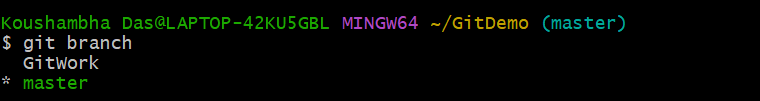 Koushambha Das@LAPTOP-42KU5GBL MINGW64 ~/GitDemo (master)
$ git branch
  GitWork
* master